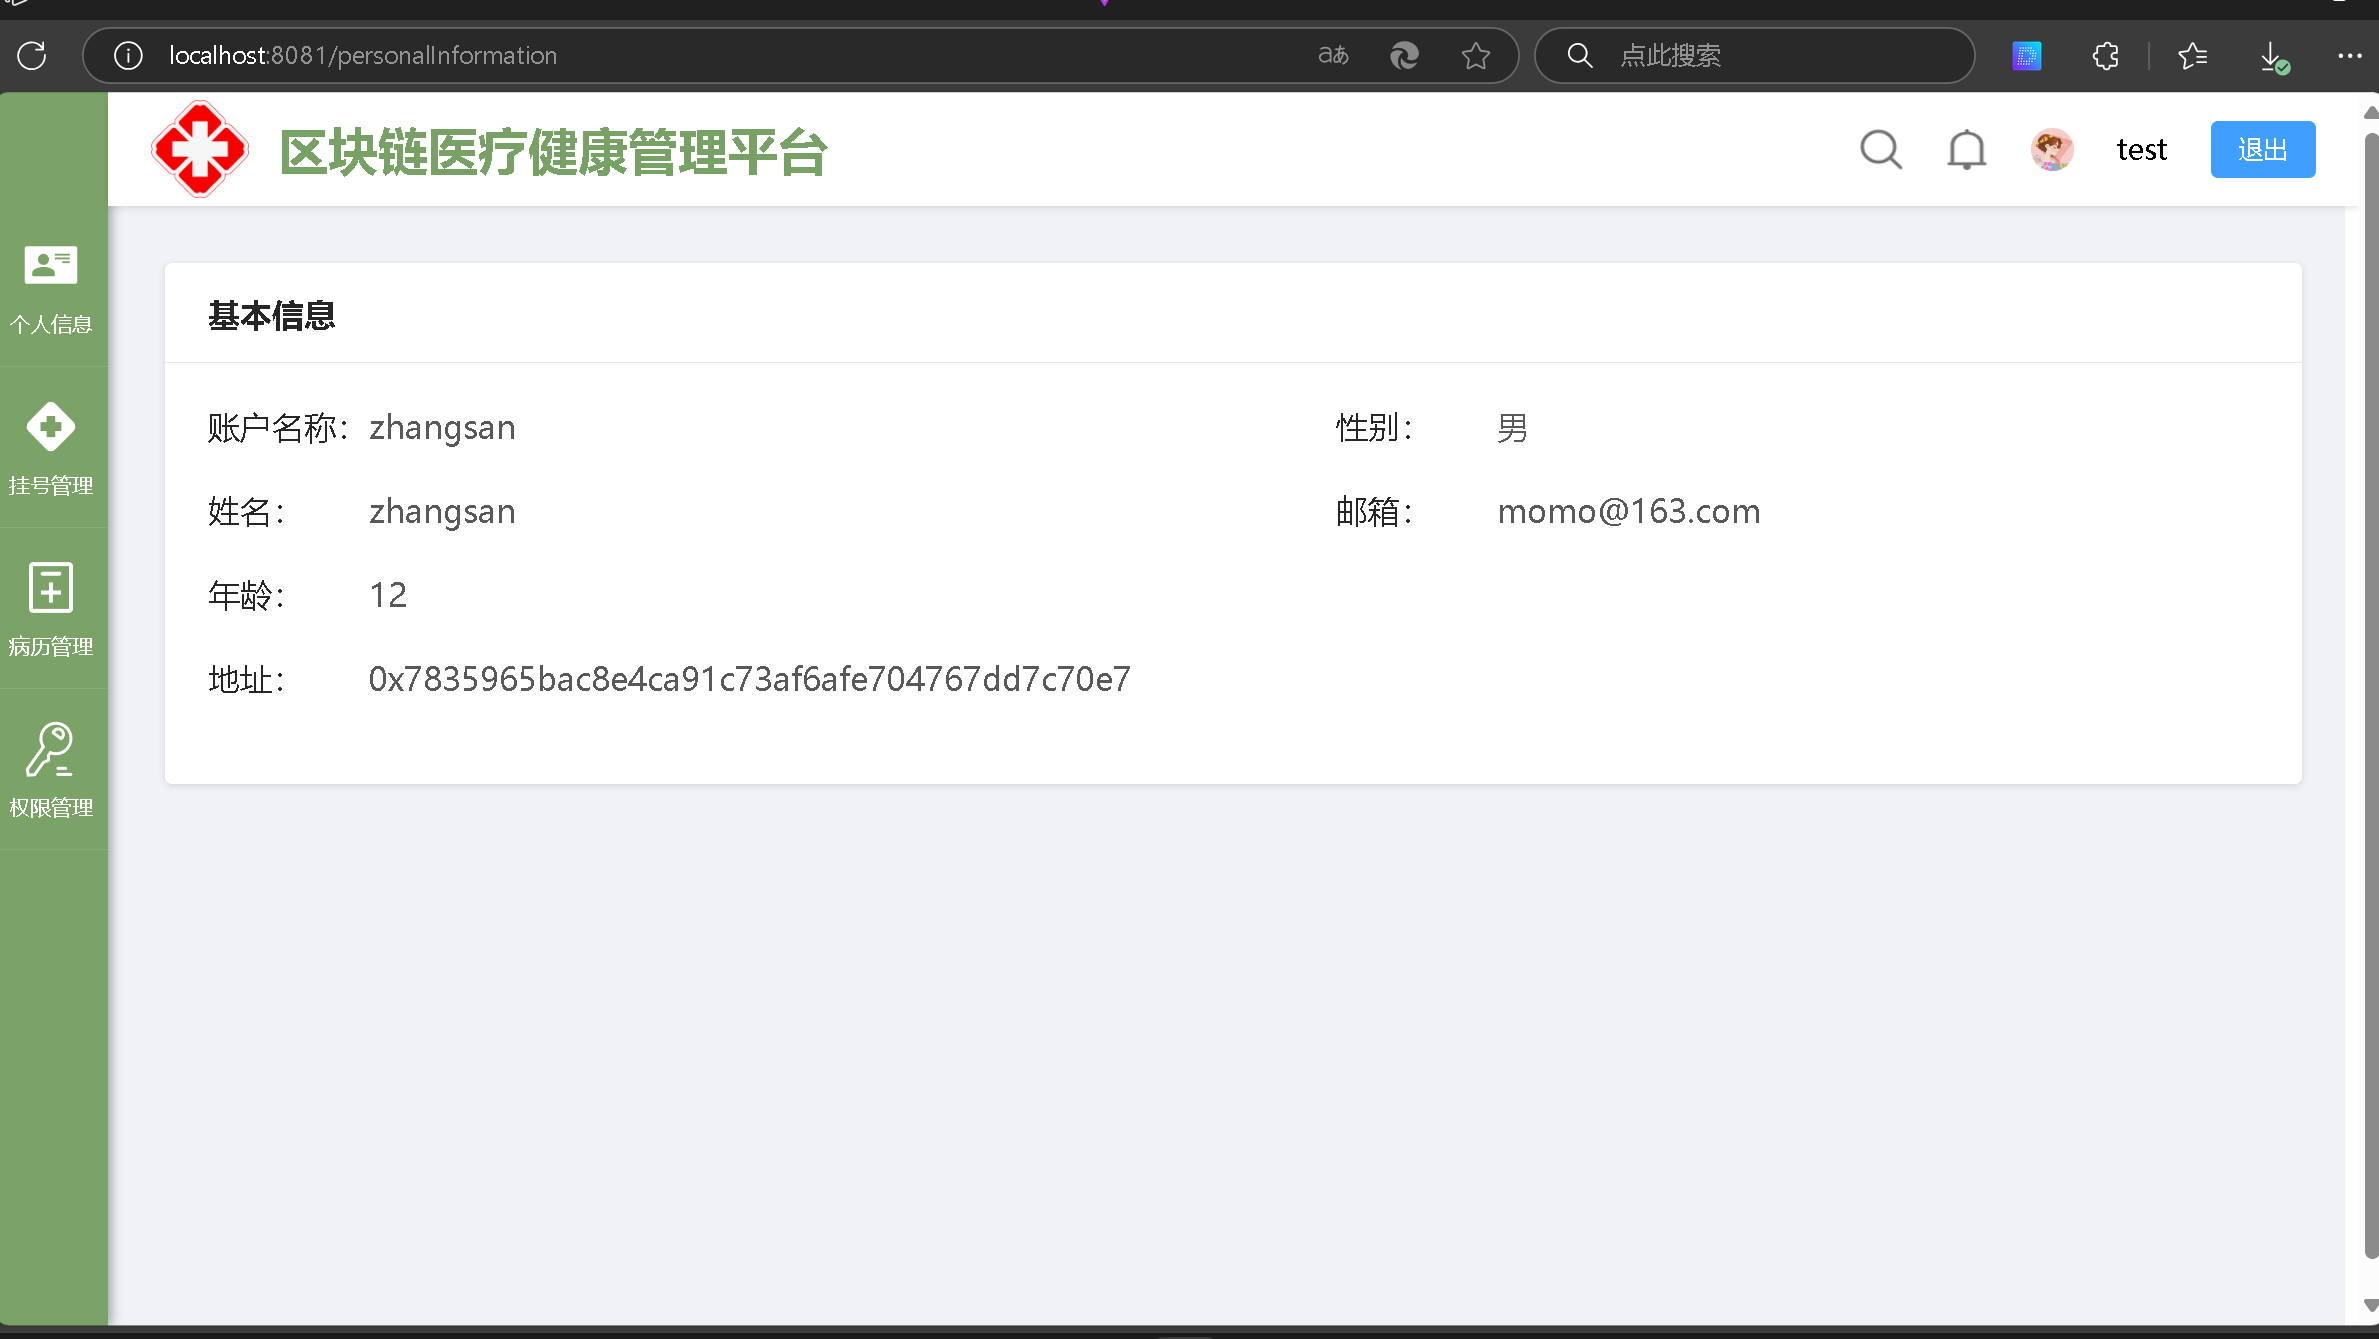 localhost:8081/personalInformation
aあ
点此搜索
区块链医疗健康管理平台
test
退出
个人信息
挂号管理
病历管理
权限管理
基本信息
账户名称： zhangsan
性别： 男
姓名： zhangsan
邮箱： momo@163.com
年龄： 12
地址： 0x7835965bac8e4ca91c73af6afe704767dd7c70e7